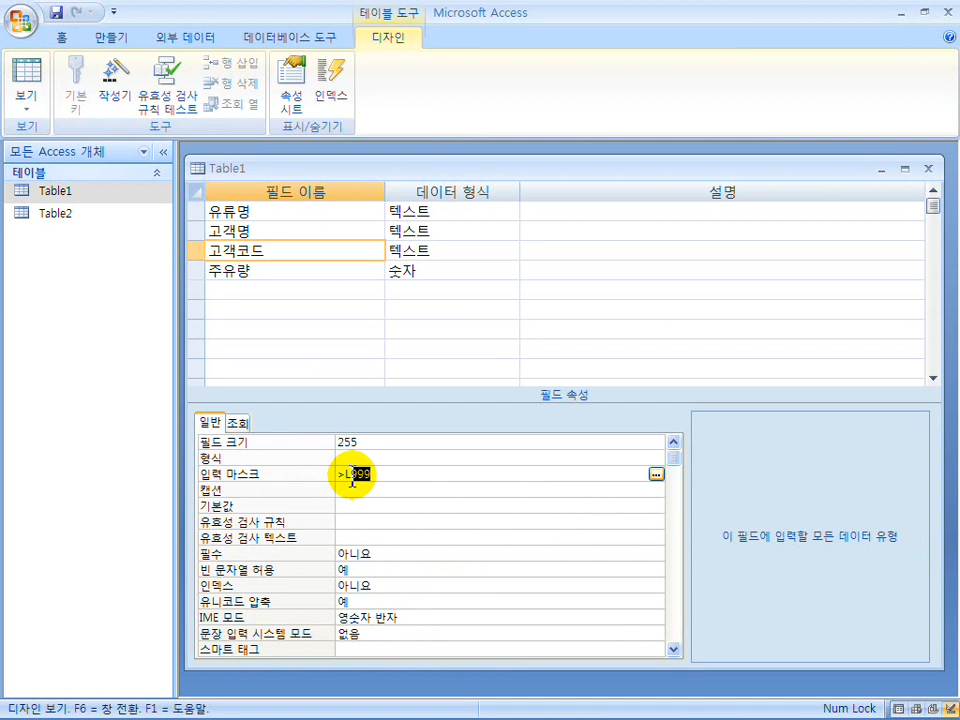 테이블 도구 Microsoft Access
홈 만들기 외부 데이터 데이터베이스 도구 디자인
보기
기본 키
작성기
유효성 검사 규칙 테스트
행 삽입
행 삭제
조회 열
속성 시트
인덱스
보기 도구 표시/숨기기
모든 Access 개체
테이블
Table1
Table2
Table1
필드 이름 데이터 형식 설명
유류명 텍스트
고객명 텍스트
고객코드 텍스트
주유량 숫자
필드 속성
일반 조회
필드 크기 255
형식
입력 마스크 >L999
캡션
기본값
유효성 검사 규칙
유효성 검사 텍스트
필수 아니요
빈 문자열 허용 예
인덱스 아니요
유니코드 압축 예
IME 모드 영숫자 반자
문장 입력 시스템 모드 없음
스마트 태그
이 필드에 입력할 모든 데이터 유형
디자인 보기. F6 = 창 전환. F1 = 도움말. Num Lock